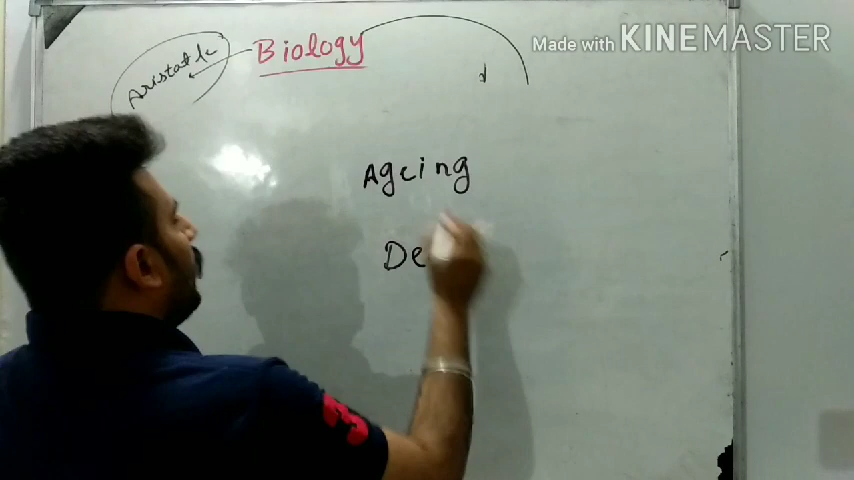 Made with KINEMASTER
Biology
Aristotle
Ageing
De